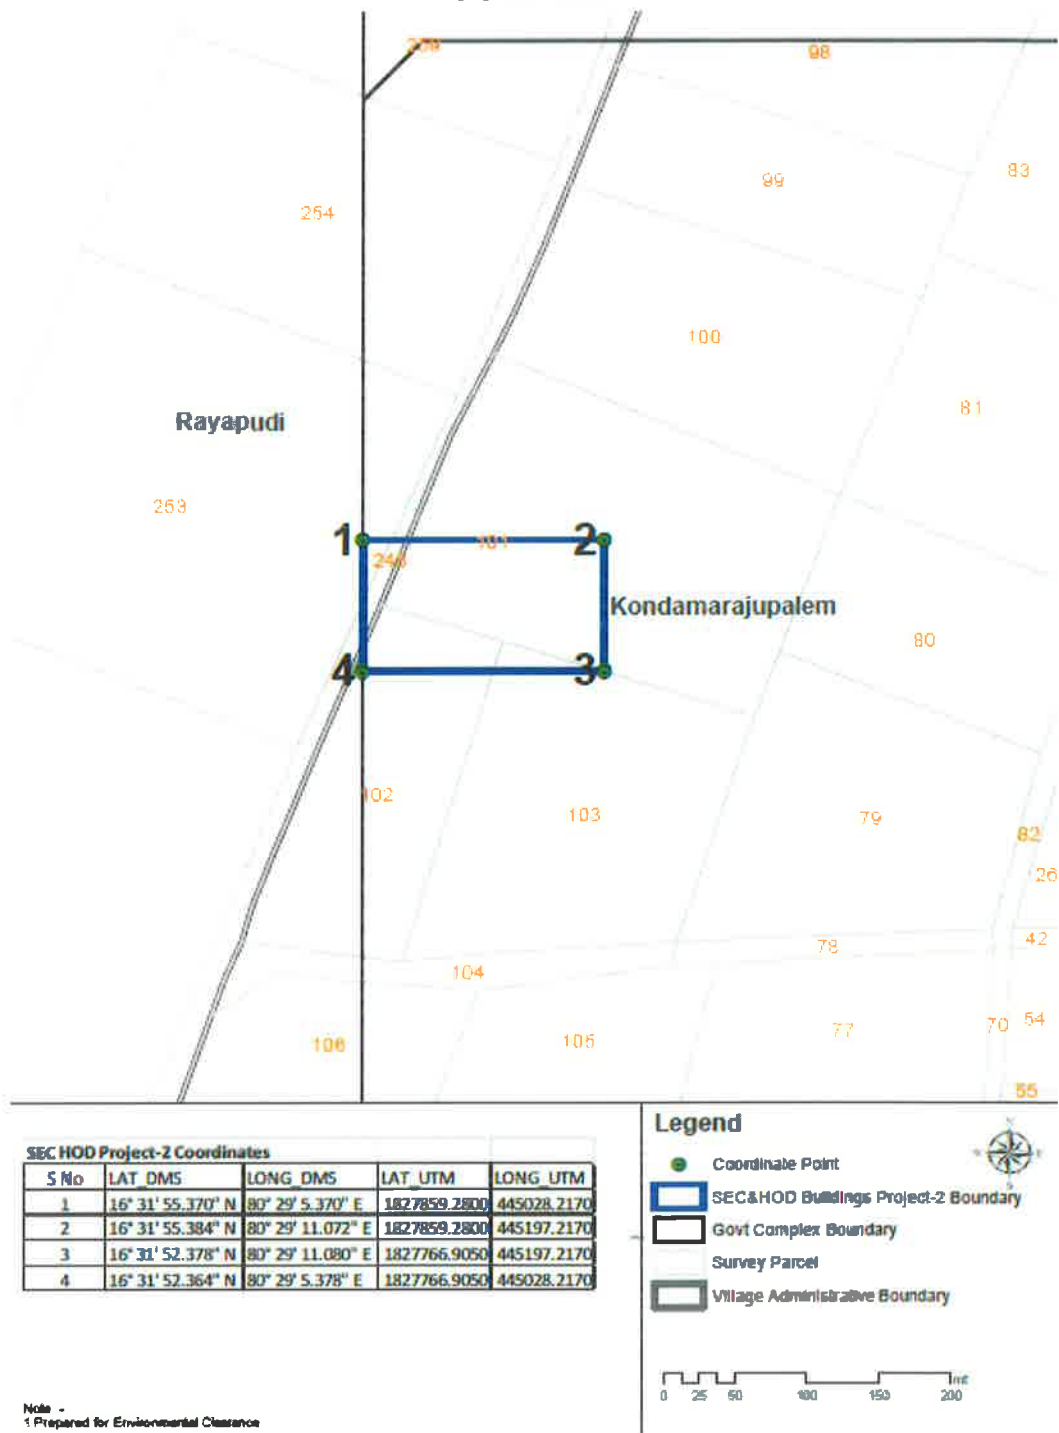 209
98
83
99
254
100
81
Rayapudi
253
1 2
101
248
Kondamarajupalem
80
4 3
102
103
79
82
26
42
78
104
54
70
77
106
105
55
SEC HOD Project-2 Coordinates
S No LAT_DMS LONG_DMS LAT_UTM LONG_UTM
1 16° 31' 55.370" N 80° 29' 5.370" E 1827859.2800 445028.2170
2 16° 31' 55.384" N 80° 29' 11.072" E 1827859.2800 445197.2170
3 16° 31' 52.378" N 80° 29' 11.080" E 1827766.9050 445197.2170
4 16° 31' 52.364" N 80° 29' 5.378" E 1827766.9050 445028.2170
Note -
1 Prepared for Environmental Clearance
Legend
Coordinate Point
SEC&HOD Buildings Project-2 Boundary
Govt Complex Boundary
Survey Parcel
Village Administrative Boundary
mt
0 25 50 100 150 200